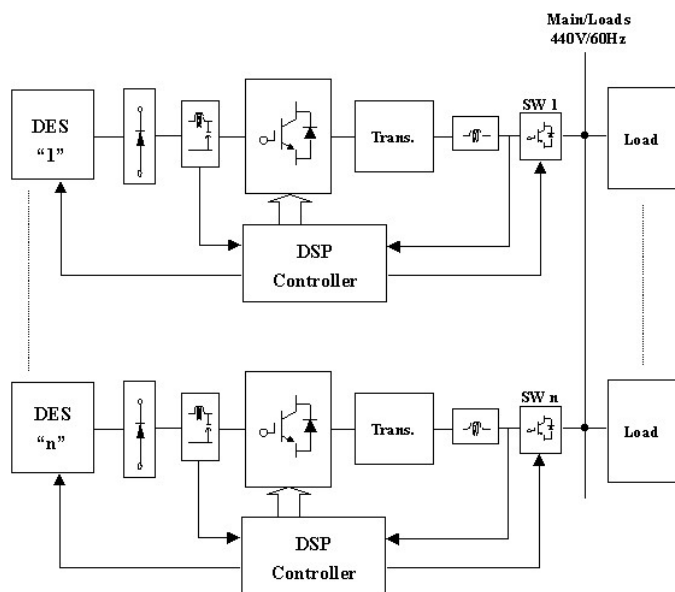 Main/Loads
440V/60Hz
DES
“1”
Trans.
SW 1
Load
DSP
Controller
DES
“n”
Trans.
SW n
Load
DSP
Controller